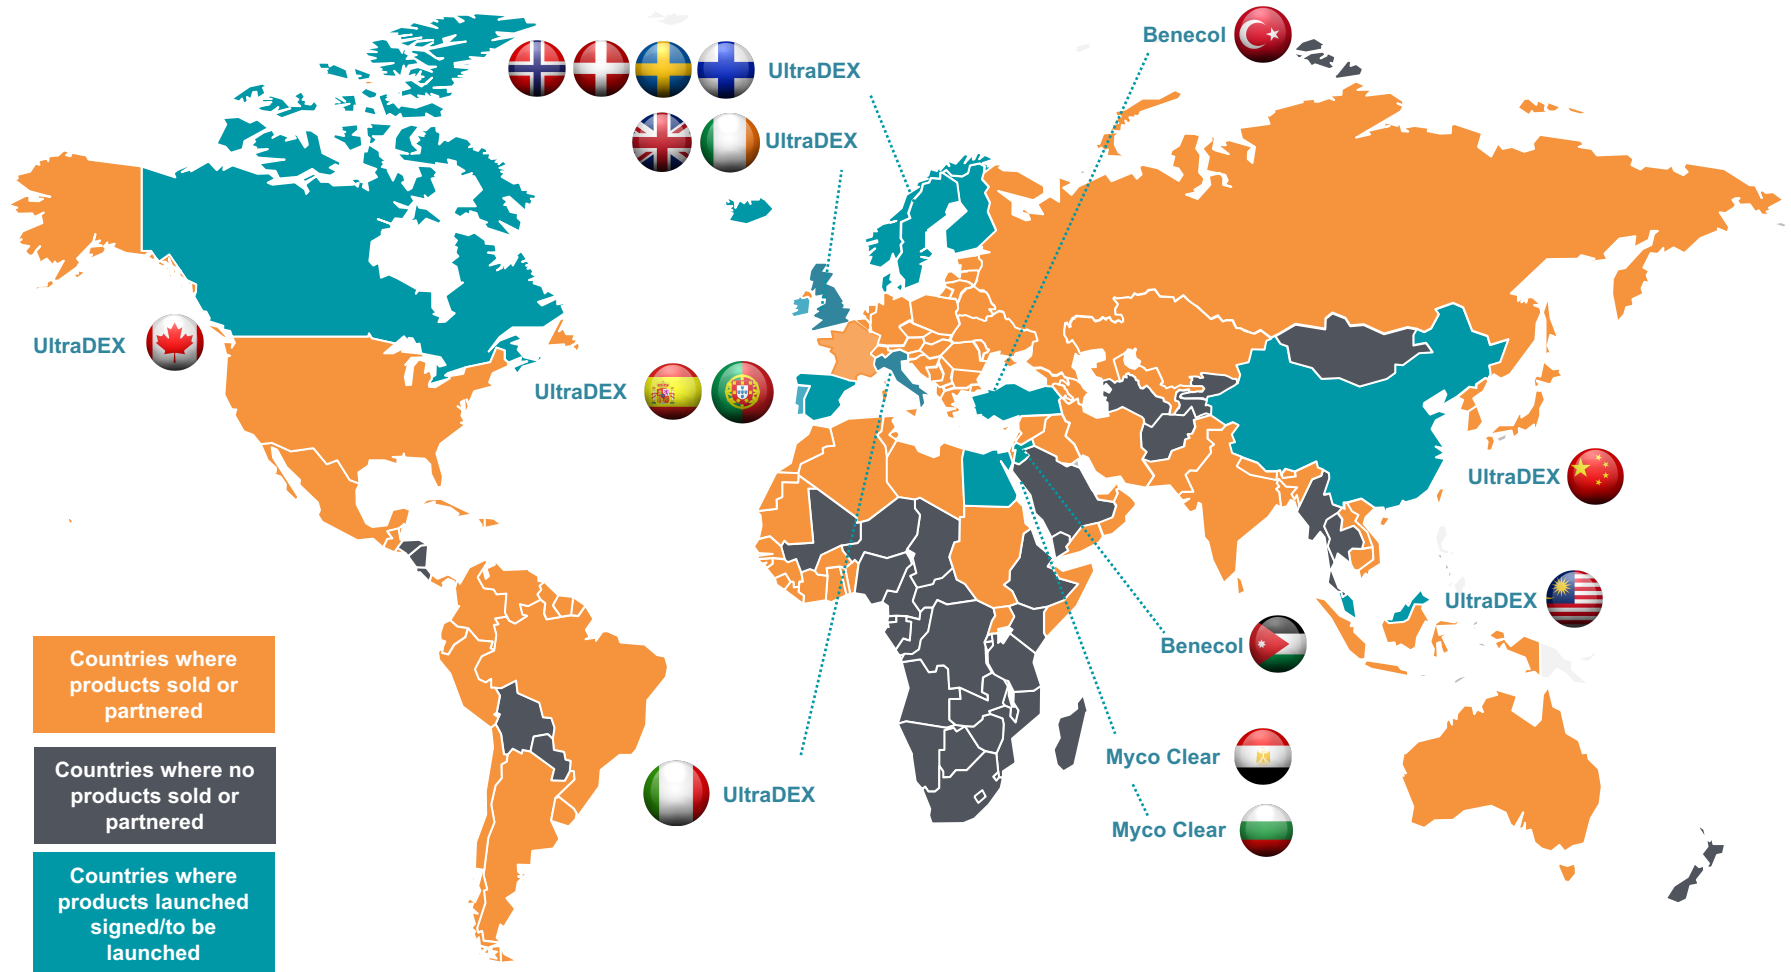 Benecol
UltraDEX
UltraDEX
UltraDEX
UltraDEX
UltraDEX
UltraDEX
Benecol
Myco Clear
UltraDEX
Myco Clear
Countries where
products sold or
partnered
Countries where no
products sold or
partnered
Countries where
products launched
signed/to be
launched